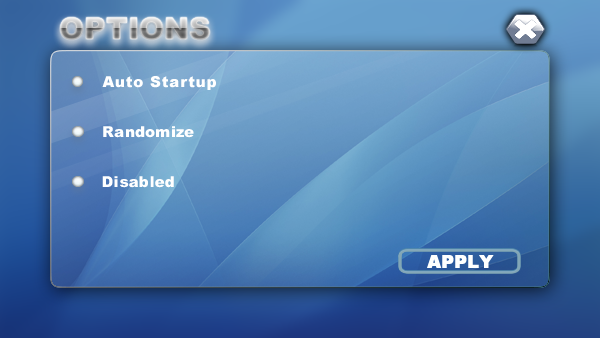 OPTIONS
Auto Startup
Randomize
Disabled
APPLY